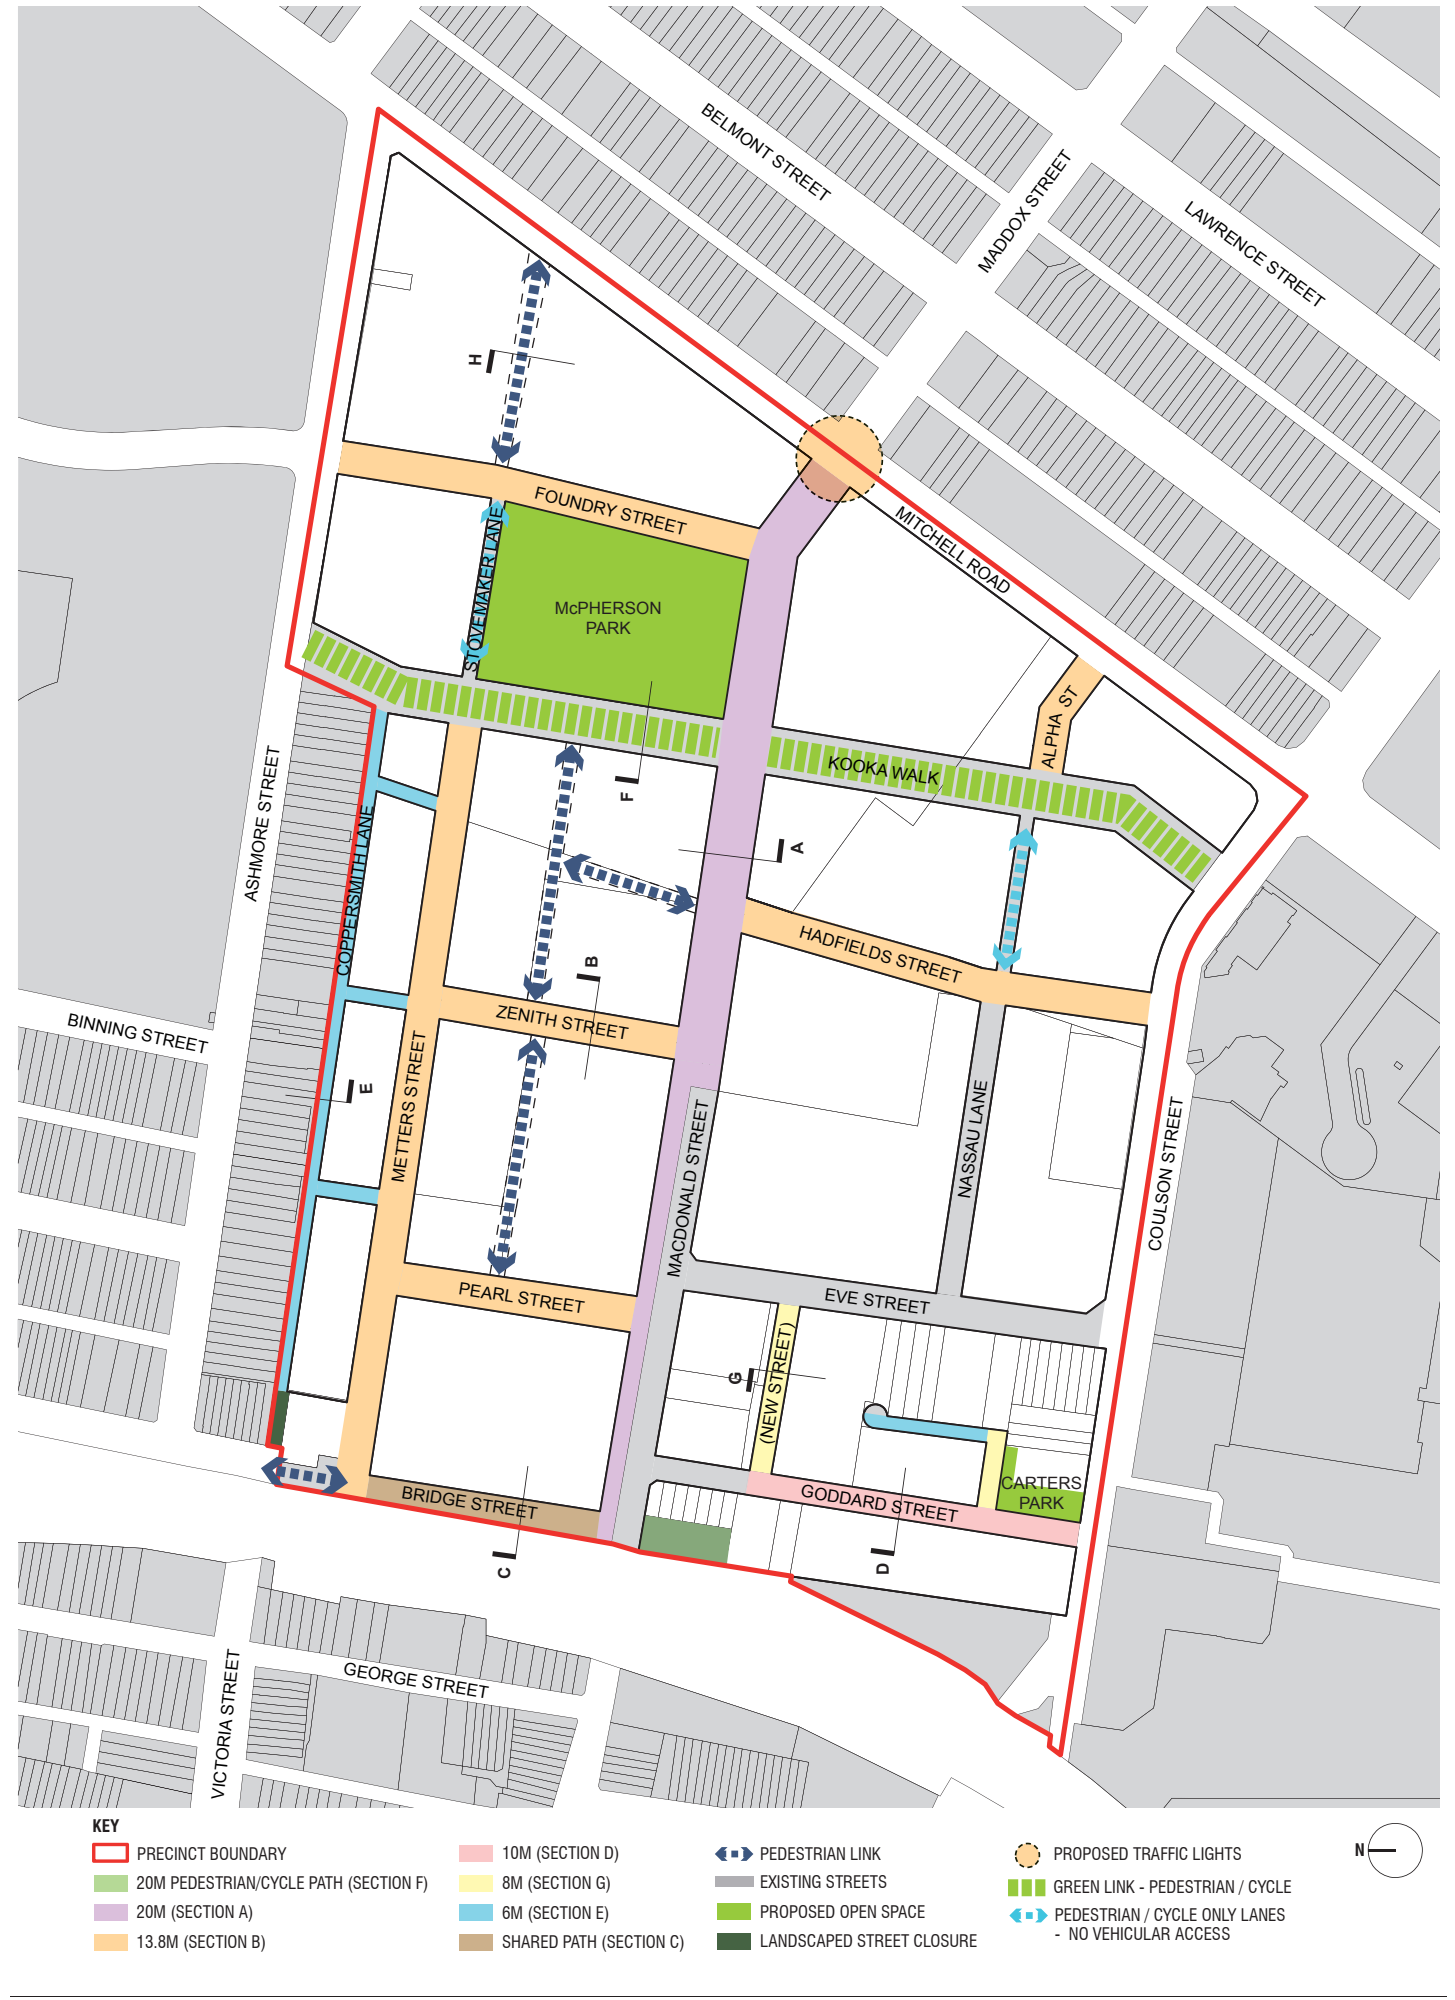 BELMONT STREET
MADDOX STREET
LAWRENCE STREET
H
FOUNDRY STREET
MITCHELL ROAD
STOVEMAKER LANE
McPHERSON
PARK
ALPHA ST
KOOKA WALK
F
A
ASHMORE STREET
COPPERSMITH LANE
HADFIELDS STREET
B
ZENITH STREET
BINNING STREET
E
METTERS STREET
MACDONALD STREET
NASSAU LANE
COULSON STREET
PEARL STREET
EVE STREET
G
(NEW STREET)
CARTERS
PARK
BRIDGE STREET
GODDARD STREET
C
D
GEORGE STREET
VICTORIA STREET
KEY
PRECINCT BOUNDARY
20M PEDESTRIAN/CYCLE PATH (SECTION F)
20M (SECTION A)
13.8M (SECTION B)
10M (SECTION D)
8M (SECTION G)
6M (SECTION E)
SHARED PATH (SECTION C)
PEDESTRIAN LINK
EXISTING STREETS
PROPOSED OPEN SPACE
LANDSCAPED STREET CLOSURE
PROPOSED TRAFFIC LIGHTS
GREEN LINK - PEDESTRIAN / CYCLE
PEDESTRIAN / CYCLE ONLY LANES
- NO VEHICULAR ACCESS
N